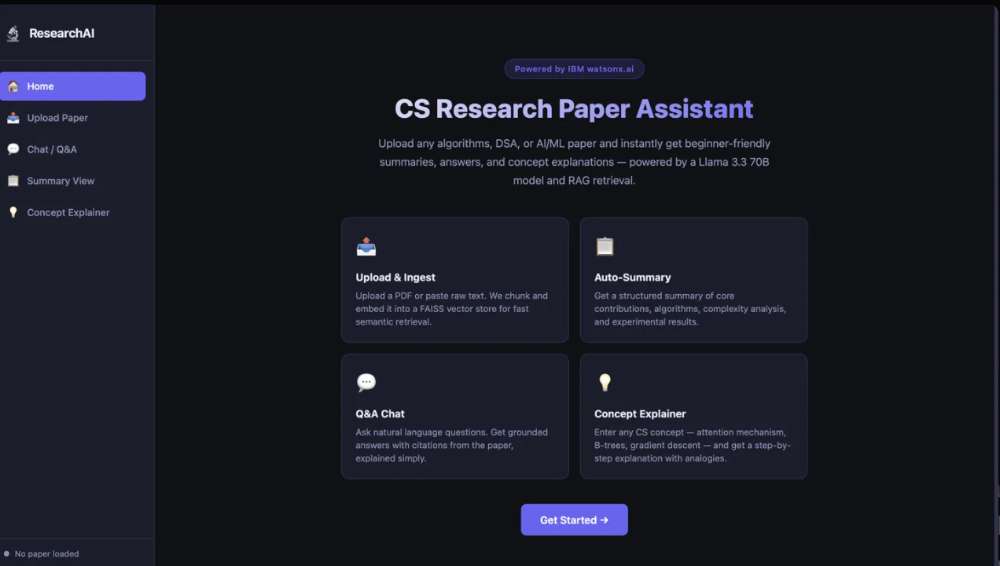 ResearchAI
Home
Upload Paper
Chat / Q&A
Summary View
Concept Explainer
No paper loaded
Powered by IBM watsonx.ai
CS Research Paper Assistant
Upload any algorithms, DSA, or AI/ML paper and instantly get beginner-friendly
summaries, answers, and concept explanations — powered by a Llama 3.3 70B
model and RAG retrieval.
Upload & Ingest
Upload a PDF or paste raw text. We chunk and
embed it into a FAISS vector store for fast
semantic retrieval.
Auto-Summary
Get a structured summary of core
contributions, algorithms, complexity analysis,
and experimental results.
Q&A Chat
Ask natural language questions. Get grounded
answers with citations from the paper,
explained simply.
Concept Explainer
Enter any CS concept — attention mechanism,
B-trees, gradient descent — and get a step-by-
step explanation with analogies.
Get Started →